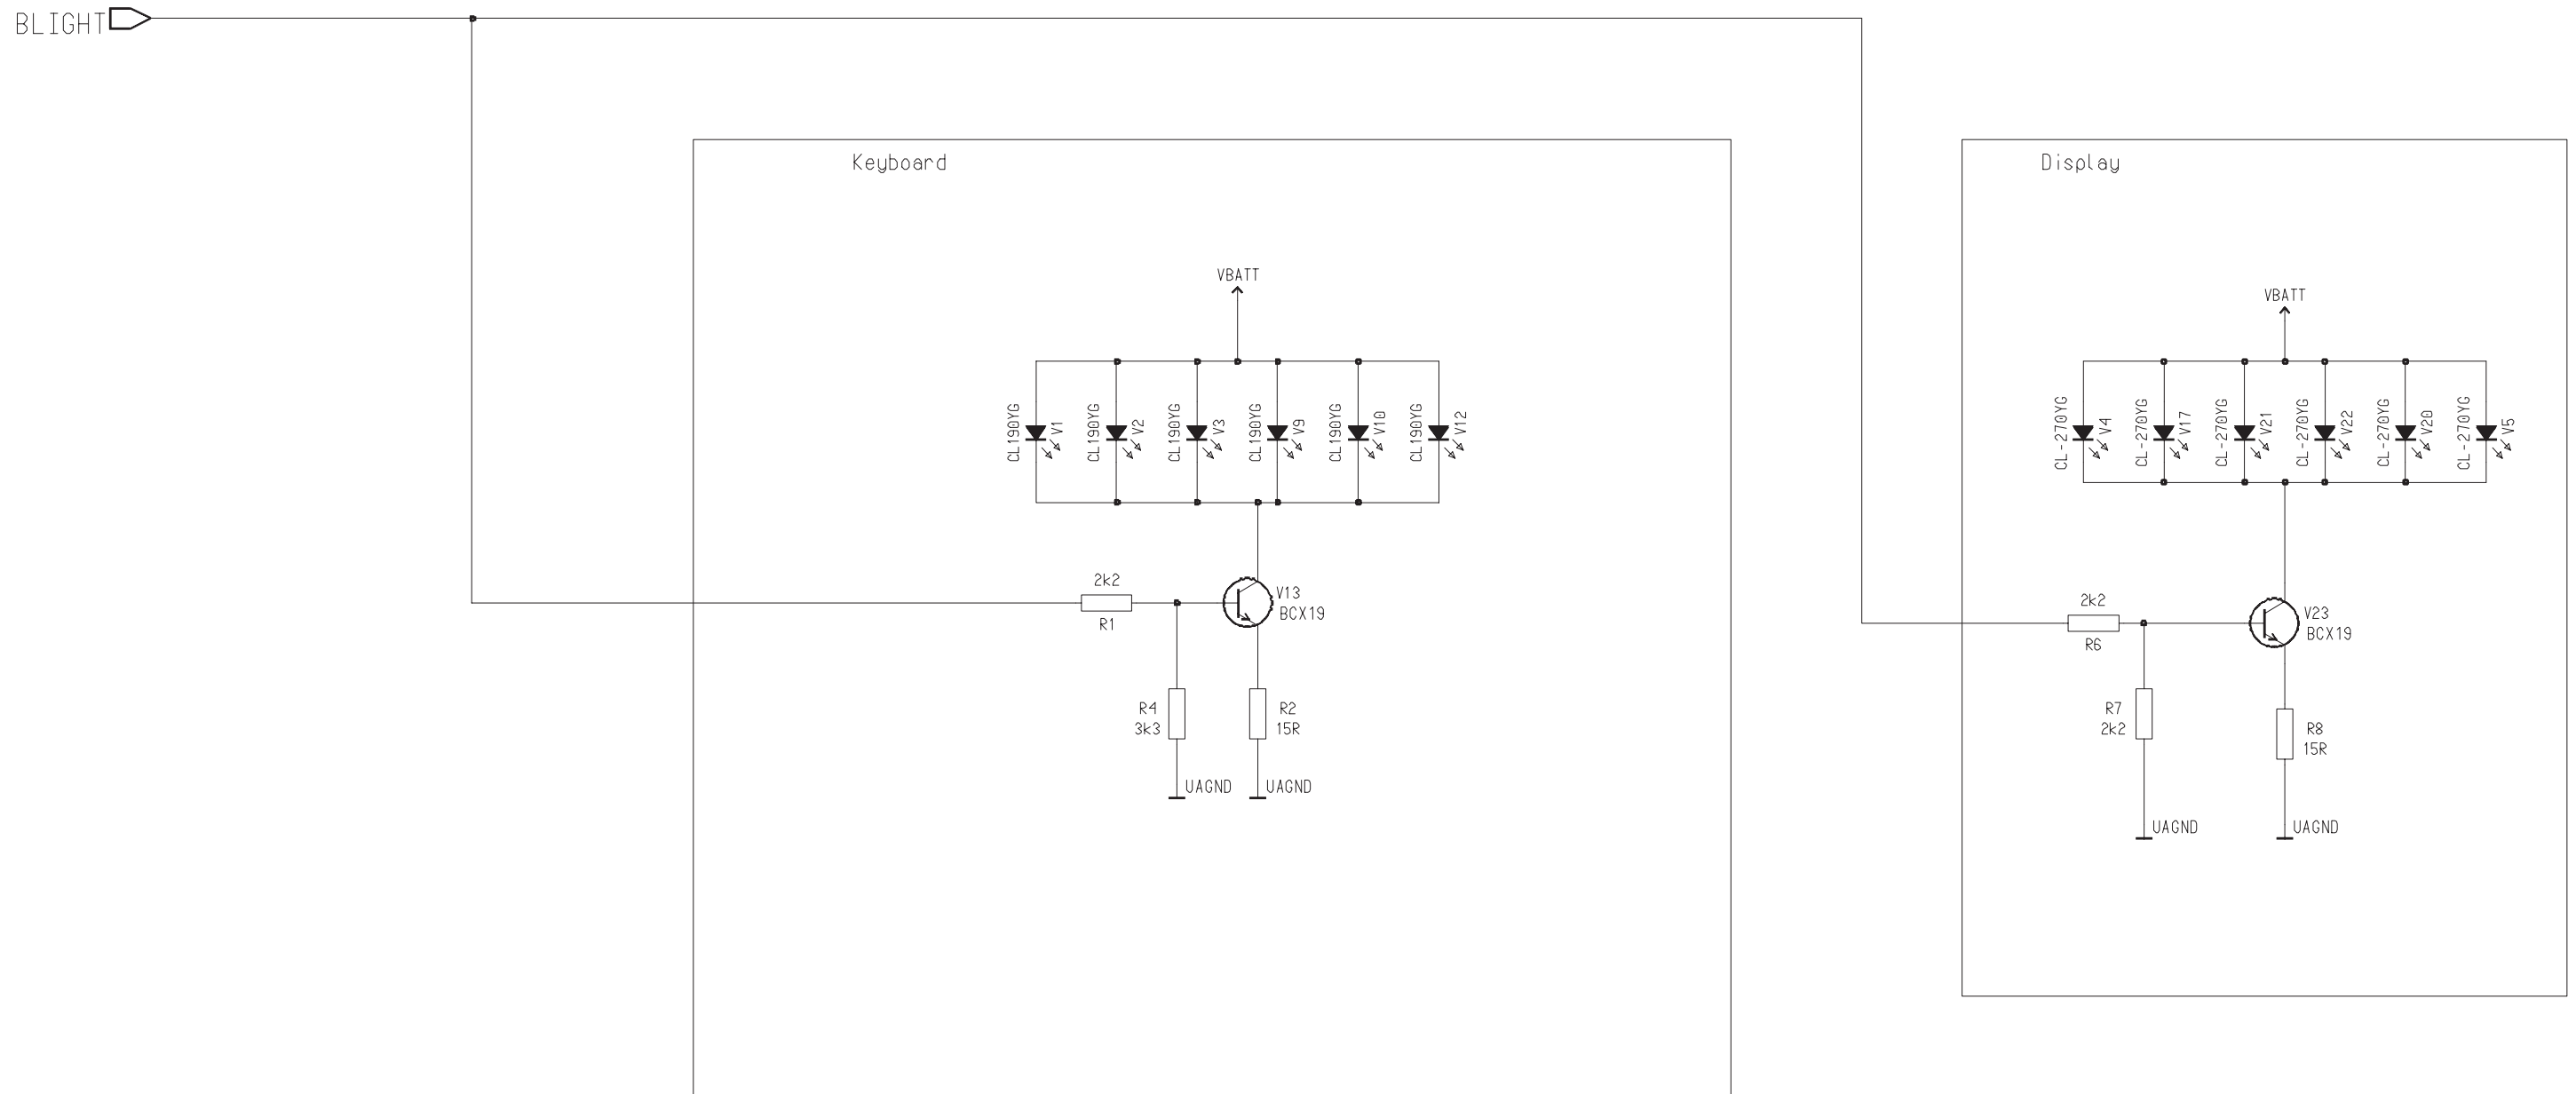 BLIGHT
Keyboard
VBATT
CL190YG
V1
CL190YG
V2
CL190YG
V3
CL190YG
V9
CL190YG
V10
CL190YG
V12
2k2
R1
V13
BCX19
R4
3k3
R2
15R
UAGND
UAGND
Display
VBATT
CL-270YG
V4
CL-270YG
V17
CL-270YG
V21
CL-270YG
V22
CL-270YG
V20
CL-270YG
V5
2k2
R6
V23
BCX19
R7
2k2
R8
15R
UAGND
UAGND